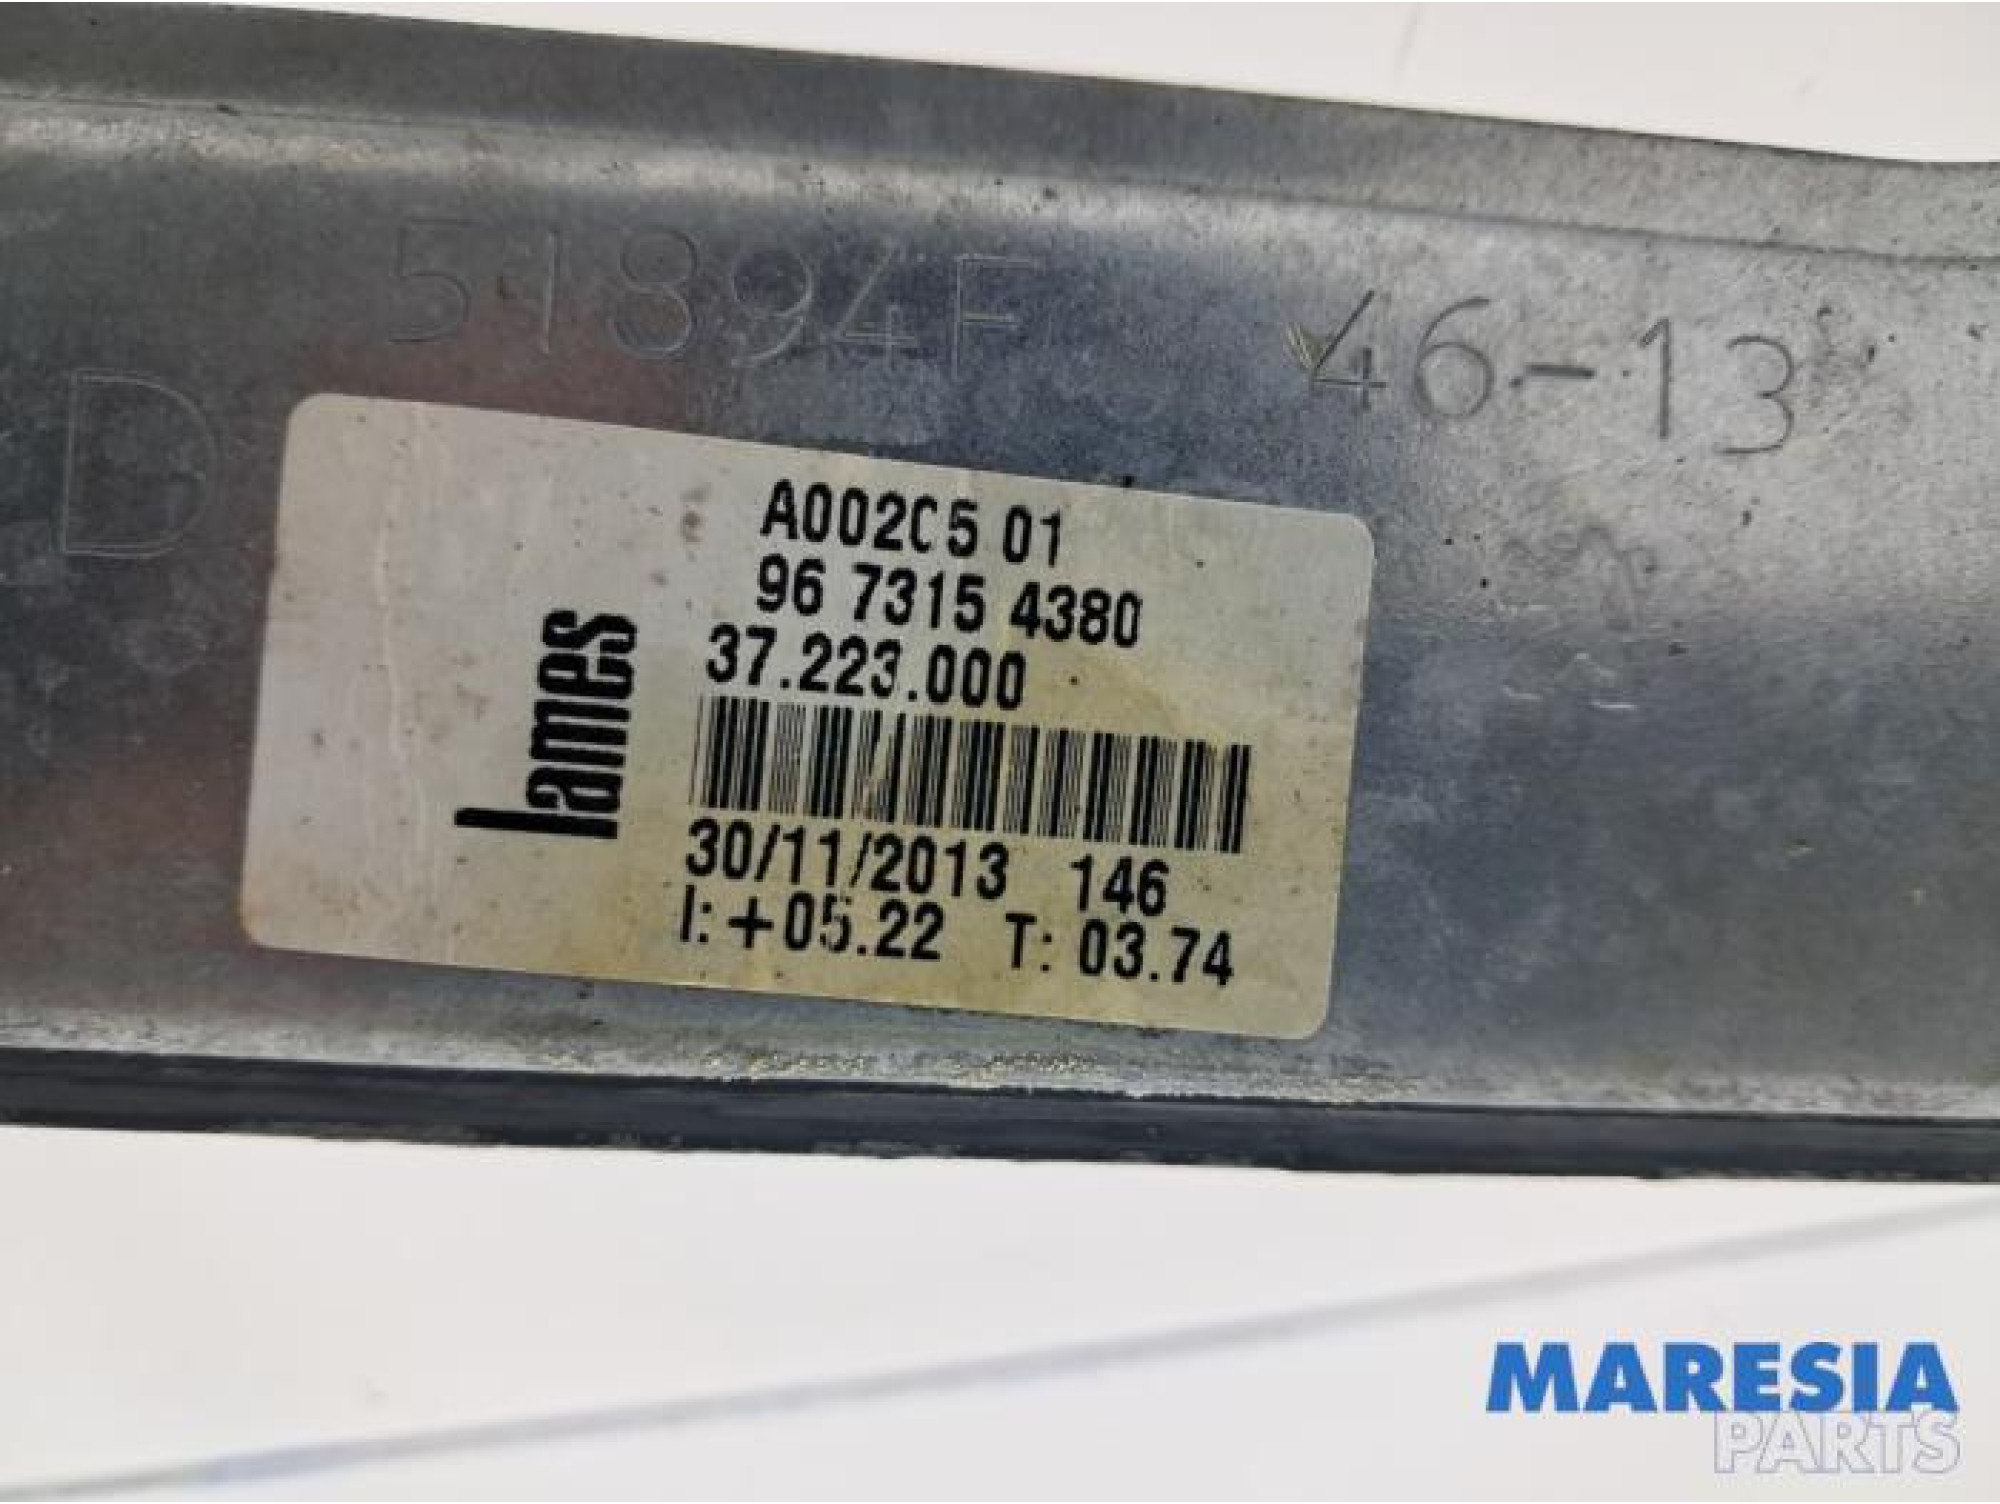 51894F 46-13
D
A002C5 01
96 7315 4380
37.223.000
lames
30/11/2013 146
I: +05.22 T: 03.74
MARESIA
PARTS